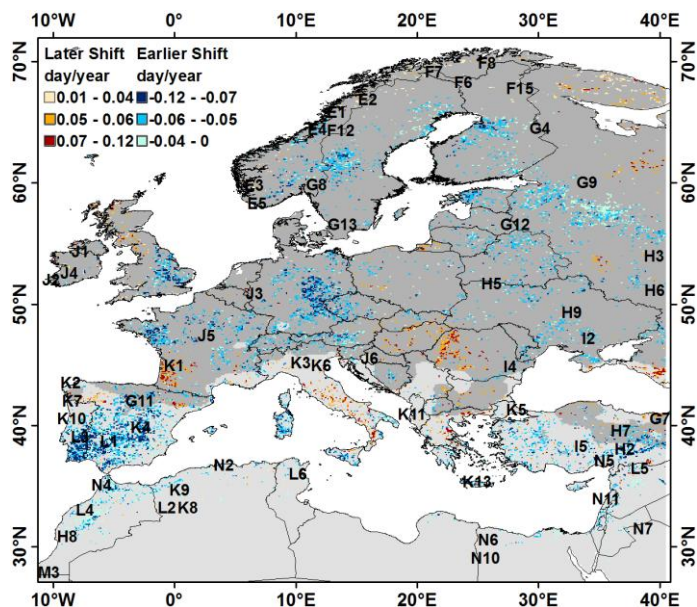 10°W 0° 10°E 20°E 30°E 40°E
Later Shift Earlier Shift
day/year day/year
0.01 - 0.04 -0.12 - -0.07
0.05 - 0.06 -0.06 - -0.05
0.07 - 0.12 -0.04 - 0
70°N 70°N
F8
F7
F6
F15
E2
E1
E4 F12
G4
60°N 60°N
E3
G8
G9
E5
G13
G12
J1
J4
J2
H3
J3
H5
H6
50°N 50°N
H9
J5
I2
J6
K1
K3 K6
I4
K2
K7
G11
K10
K11
K5
G7
K4
L1
H7
40°N 40°N
I5
H2
N5
L5
N2
L6
N4
K9
K13
L4
L2 K8
N11
H8
N6
N7
N10
30°N 30°N
M3
10°W 0° 10°E 20°E 30°E 40°E